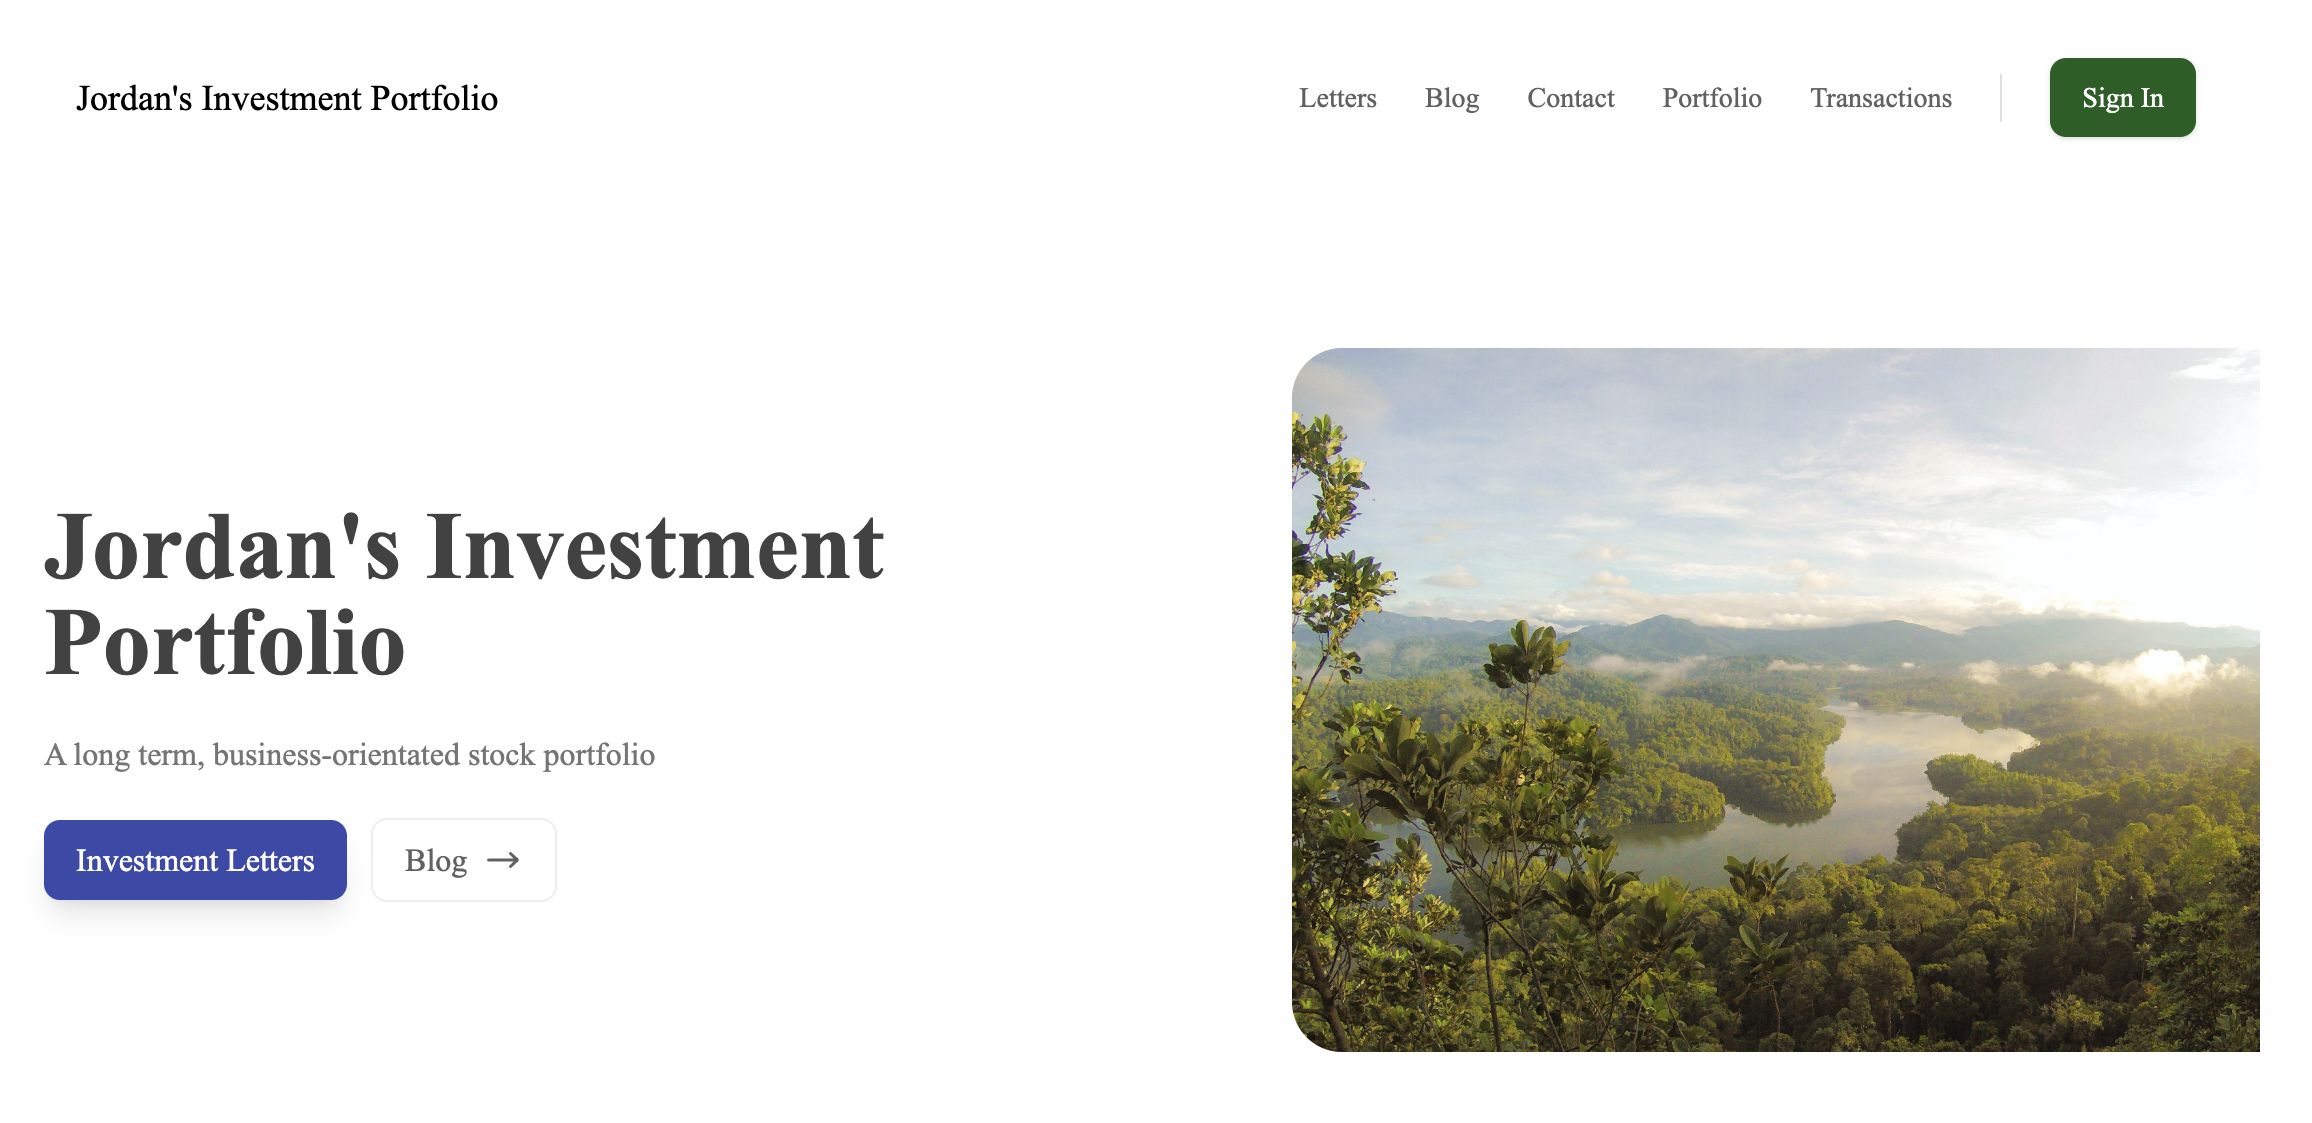 Jordan's Investment Portfolio
Letters
Blog
Contact
Portfolio
Transactions
Sign In
Jordan's Investment
Portfolio
A long term, business-orientated stock portfolio
Investment Letters
Blog →